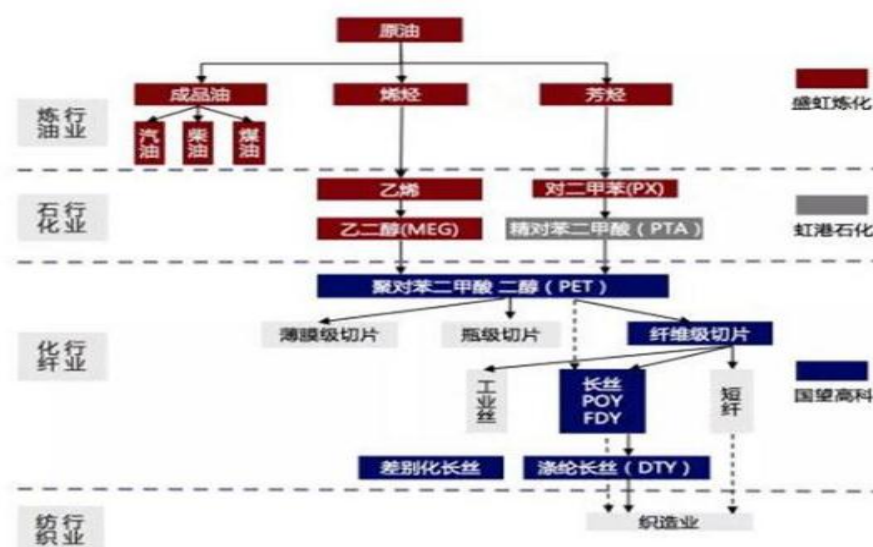 原油
成品油
烯烃
芳烃
盛虹炼化
炼 行
油 业
汽油
柴油
煤油
乙烯
对二甲苯(PX)
石 行
化 业
乙二醇(MEG)
精对苯二甲酸（PTA）
虹港石化
聚对苯二甲酸 二醇（PET）
薄膜级切片
瓶级切片
纤维级切片
化 行
纤 业
工业丝
长丝
POY
FDY
短纤
国望高科
差别化长丝
涤纶长丝（DTY）
纺 行
织 业
织造业